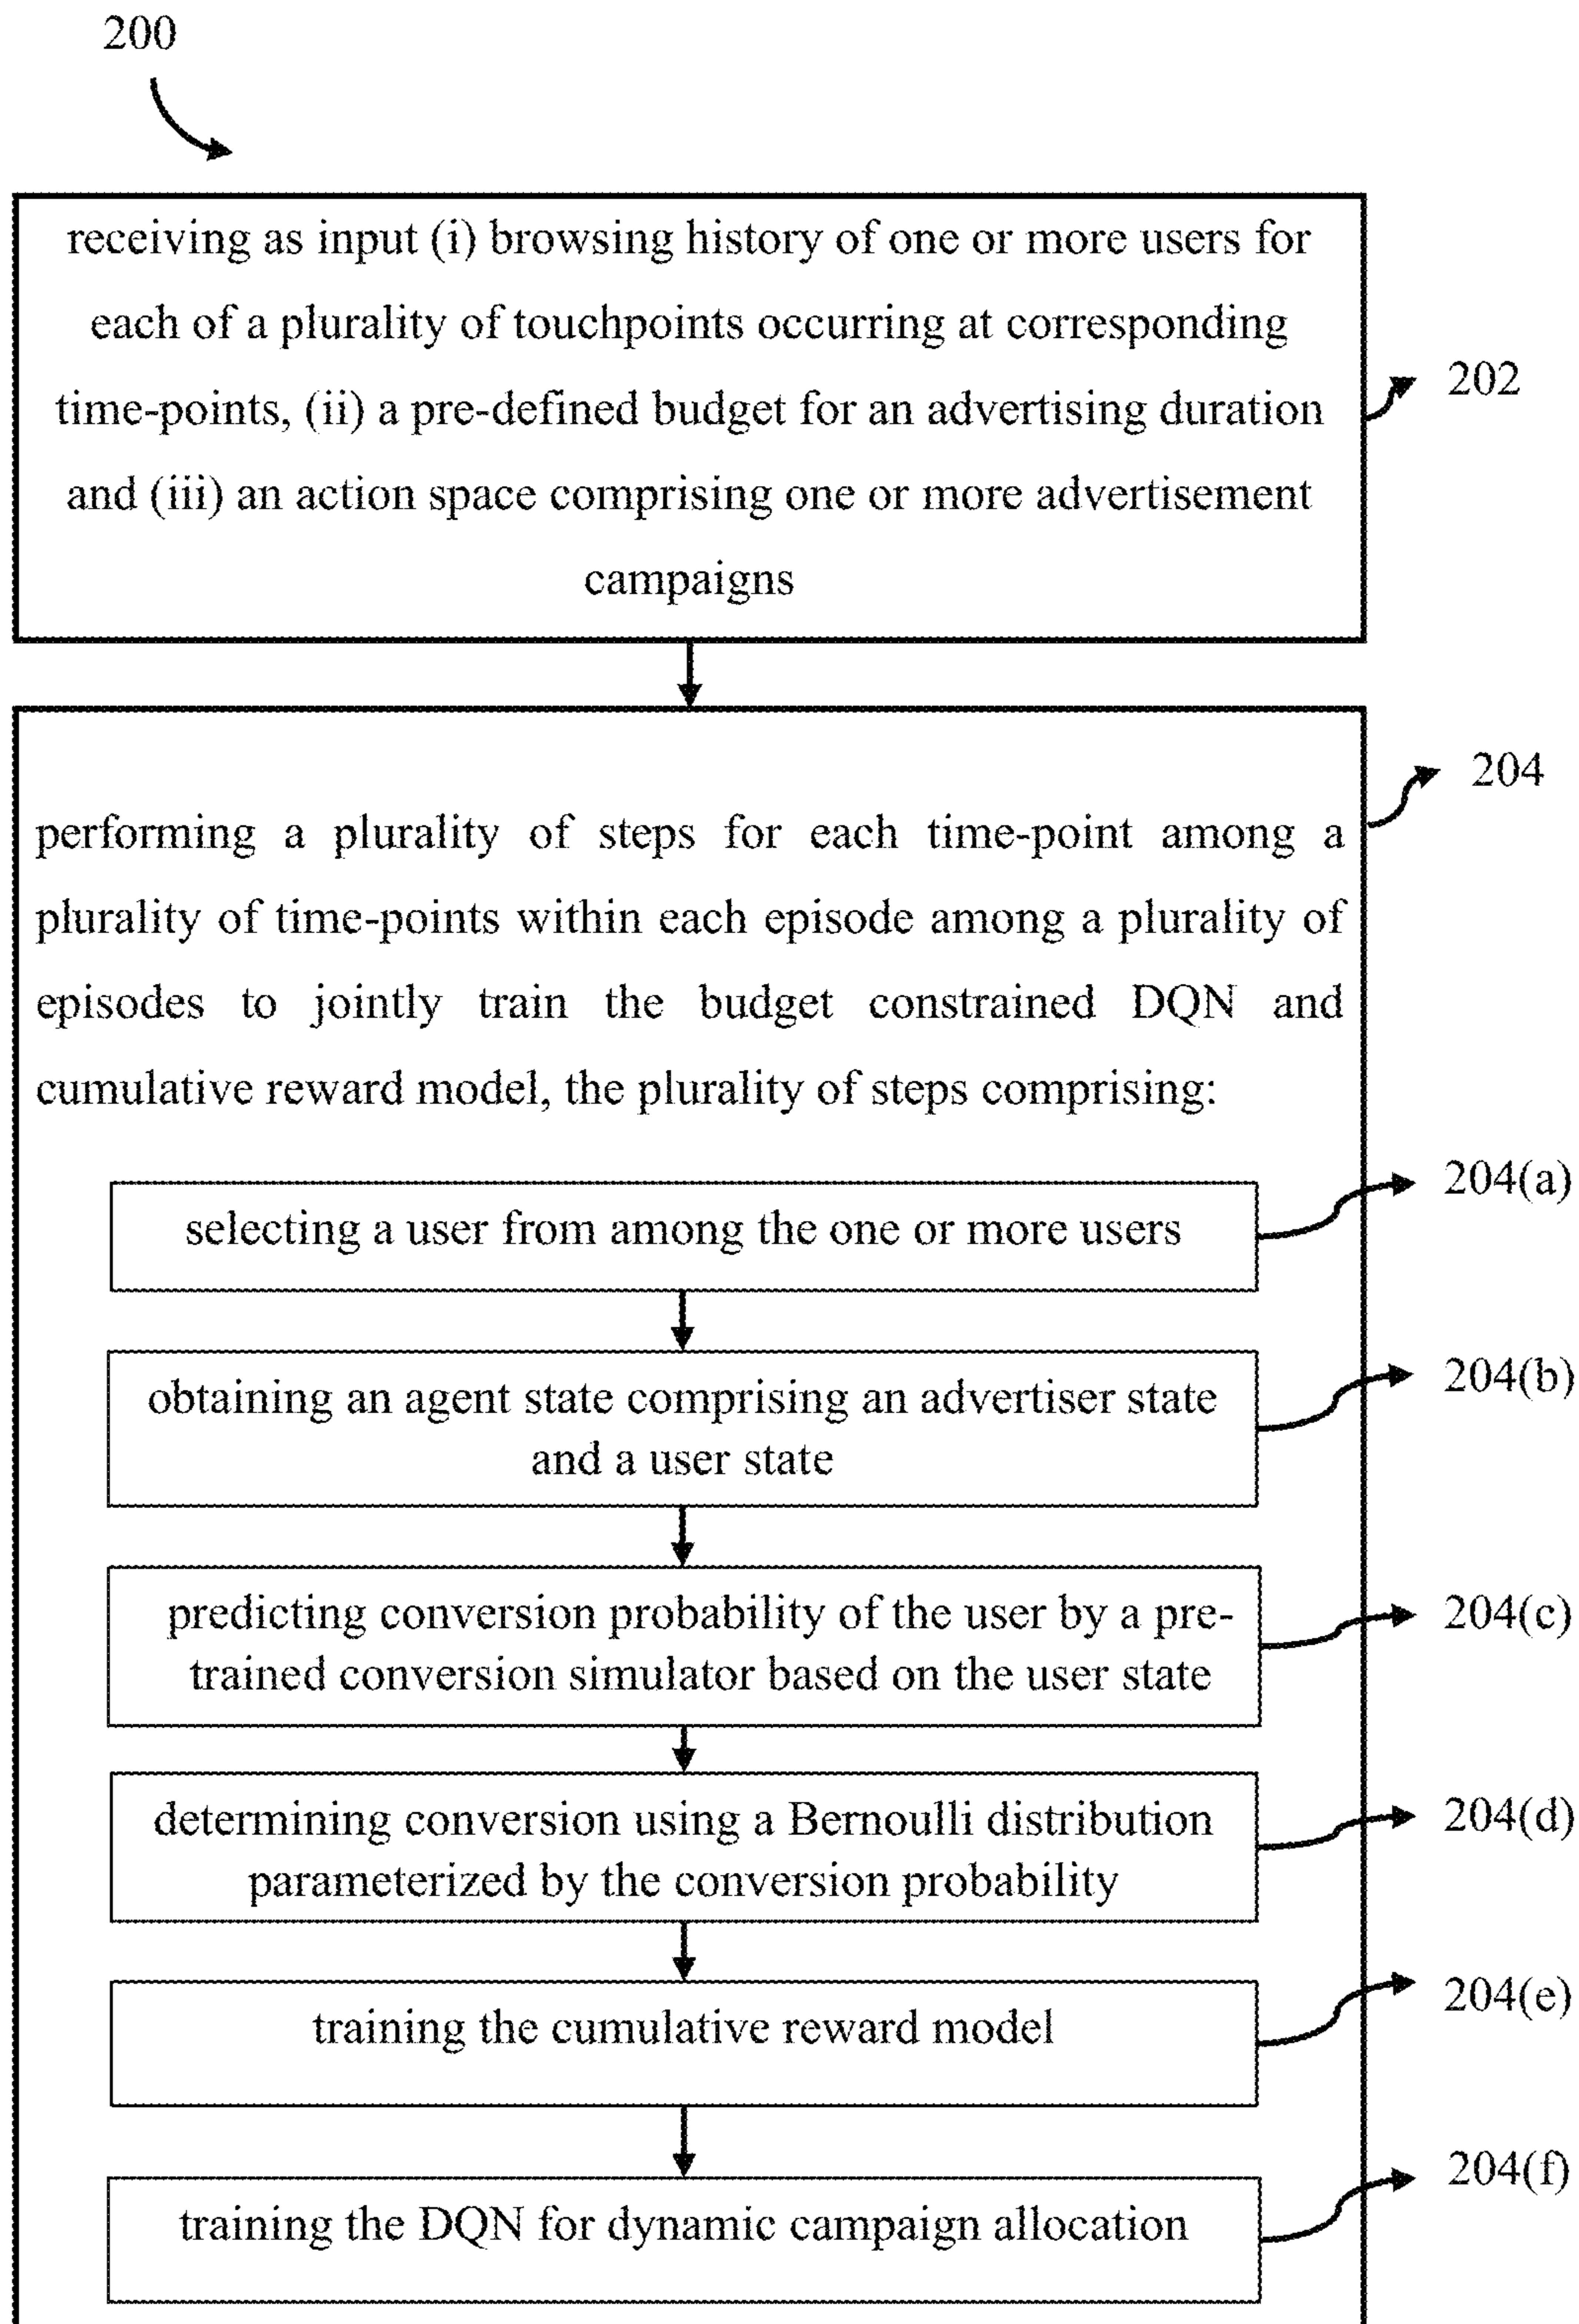 200
receiving as input (i) browsing history of one or more users for
each of a plurality of touchpoints occurring at corresponding
time-points, (ii) a pre-defined budget for an advertising duration
and (iii) an action space comprising one or more advertisement
campaigns
202
204
performing a plurality of steps for each time-point among a
plurality of time-points within each episode among a plurality of
episodes to jointly train the budget constrained DQN and
cumulative reward model, the plurality of steps comprising:
204(a)
selecting a user from among the one or more users
204(b)
obtaining an agent state comprising an advertiser state
and a user state
204(c)
predicting conversion probability of the user by a pre-
trained conversion simulator based on the user state
204(d)
determining conversion using a Bernoulli distribution
parameterized by the conversion probability
204(e)
training the cumulative reward model
204(f)
training the DQN for dynamic campaign allocation